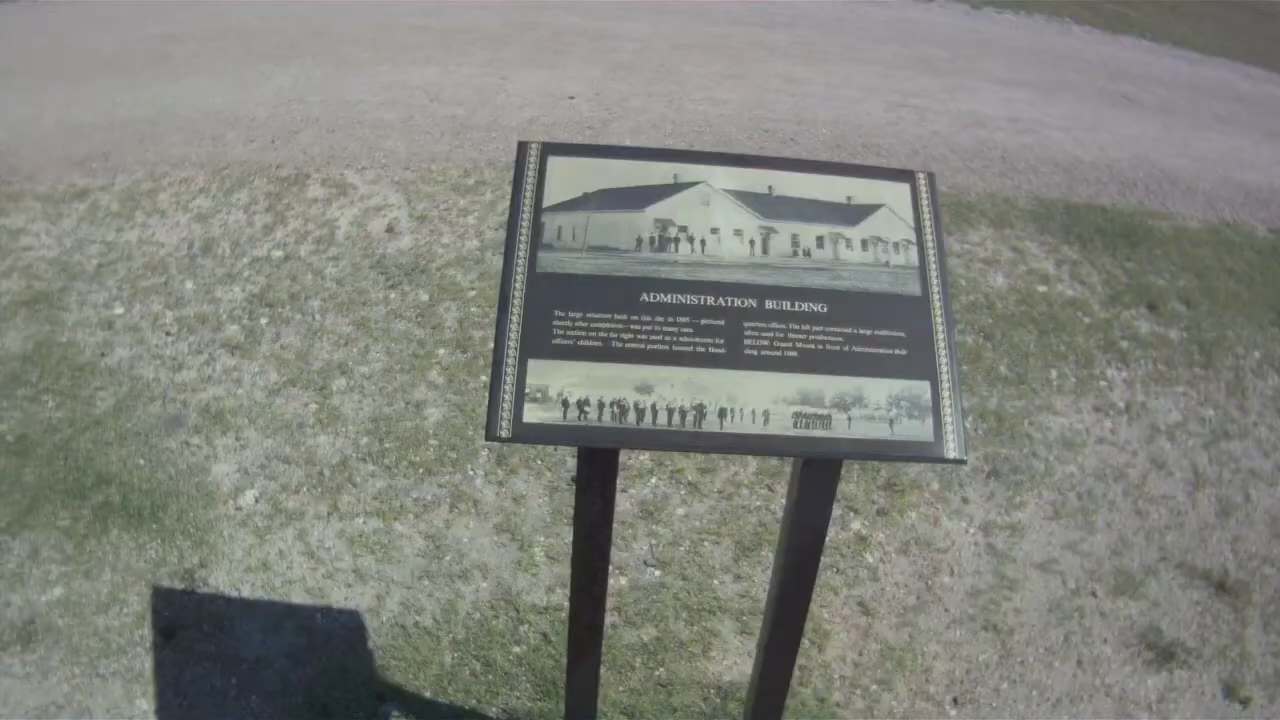 ADMINISTRATION BUILDING
The large structure built on this site in 1885 — pictured
shortly after completion — was put to many uses.
The section on the far right was used as a schoolroom for
officers' children. The central portion housed the Head-
quarters offices. The left part contained a large auditorium,
often used for theater productions.
BELOW: Guard Mount in front of Administration Buil-
ding around 1889.